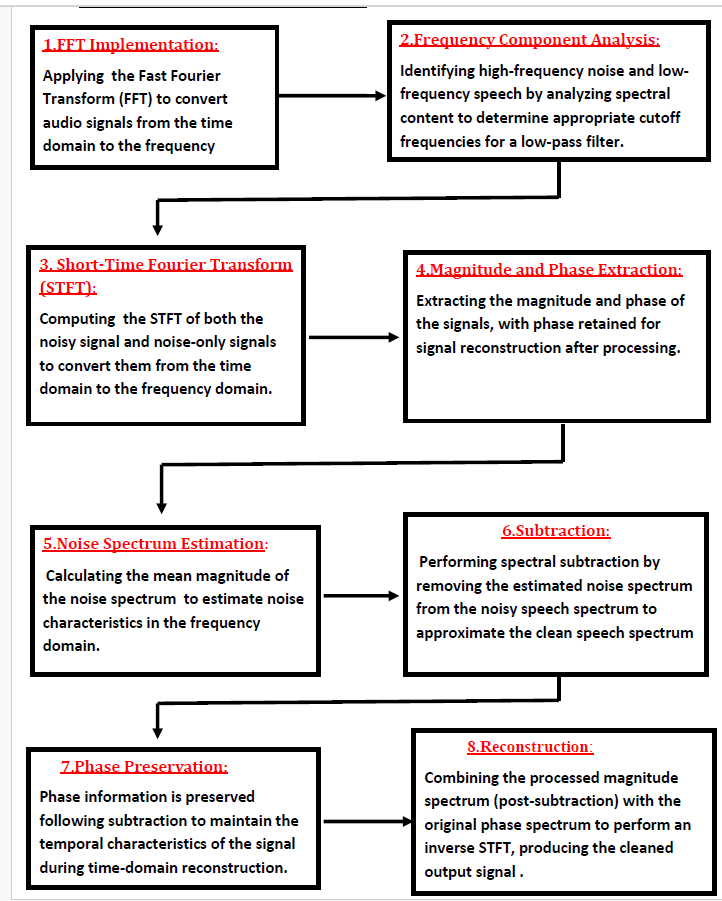 1.FFT Implementation:
Applying the Fast Fourier
Transform (FFT) to convert
audio signals from the time
domain to the frequency
2.Frequency Component Analysis:
Identifying high-frequency noise and low-
frequency speech by analyzing spectral
content to determine appropriate cutoff
frequencies for a low-pass filter.
3. Short-Time Fourier Transform
(STFT):
Computing the STFT of both the
noisy signal and noise-only signals
to convert them from the time
domain to the frequency domain.
4.Magnitude and Phase Extraction:
Extracting the magnitude and phase of
the signals, with phase retained for
signal reconstruction after processing.
5.Noise Spectrum Estimation:
Calculating the mean magnitude of
the noise spectrum to estimate noise
characteristics in the frequency
domain.
6.Subtraction:
Performing spectral subtraction by
removing the estimated noise spectrum
from the noisy speech spectrum to
approximate the clean speech spectrum
7.Phase Preservation:
Phase information is preserved
following subtraction to maintain the
temporal characteristics of the signal
during time-domain reconstruction.
8.Reconstruction:
Combining the processed magnitude
spectrum (post-subtraction) with the
original phase spectrum to perform an
inverse STFT, producing the cleaned
output signal .